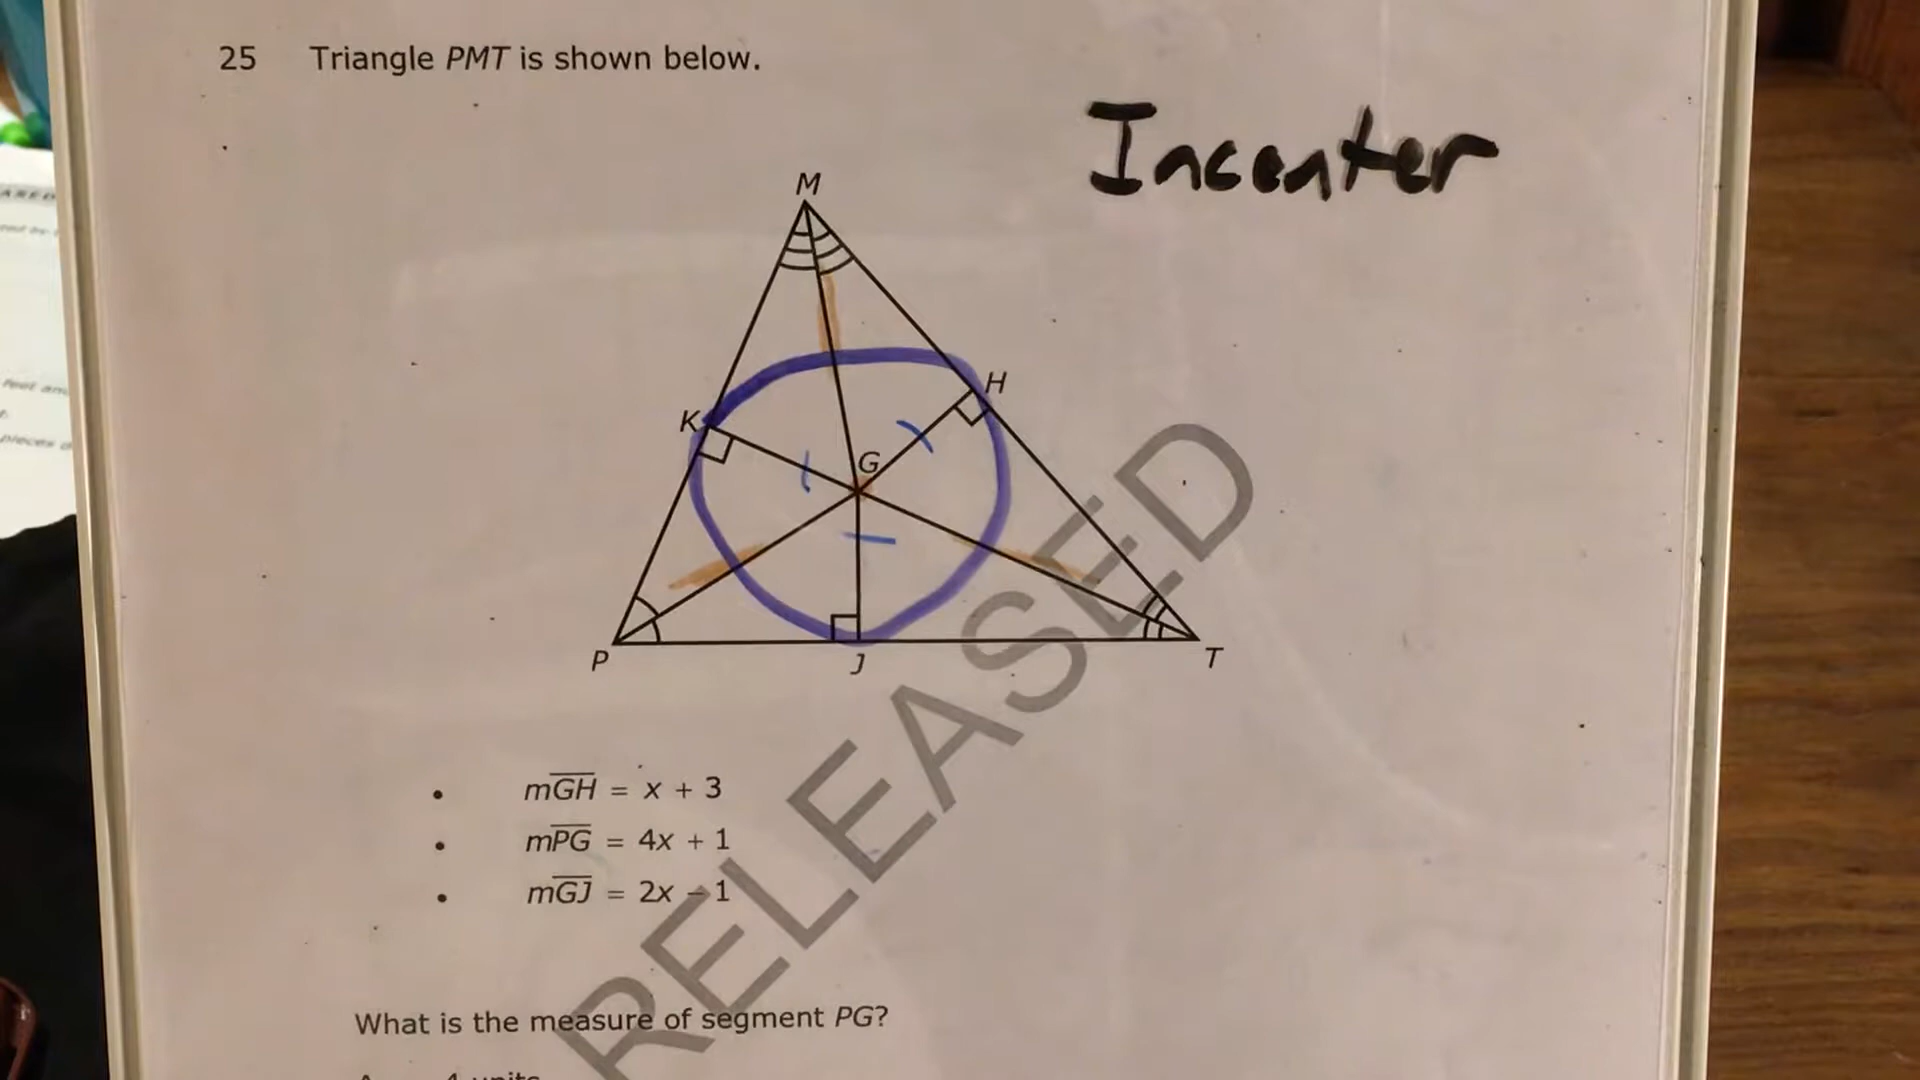 25 Triangle PMT is shown below.
Incenter
M
H
K
G
P
J
T
• mGH = x + 3
• mPG = 4x + 1
• mGJ = 2x − 1
RELEASED
What is the measure of segment PG?
units